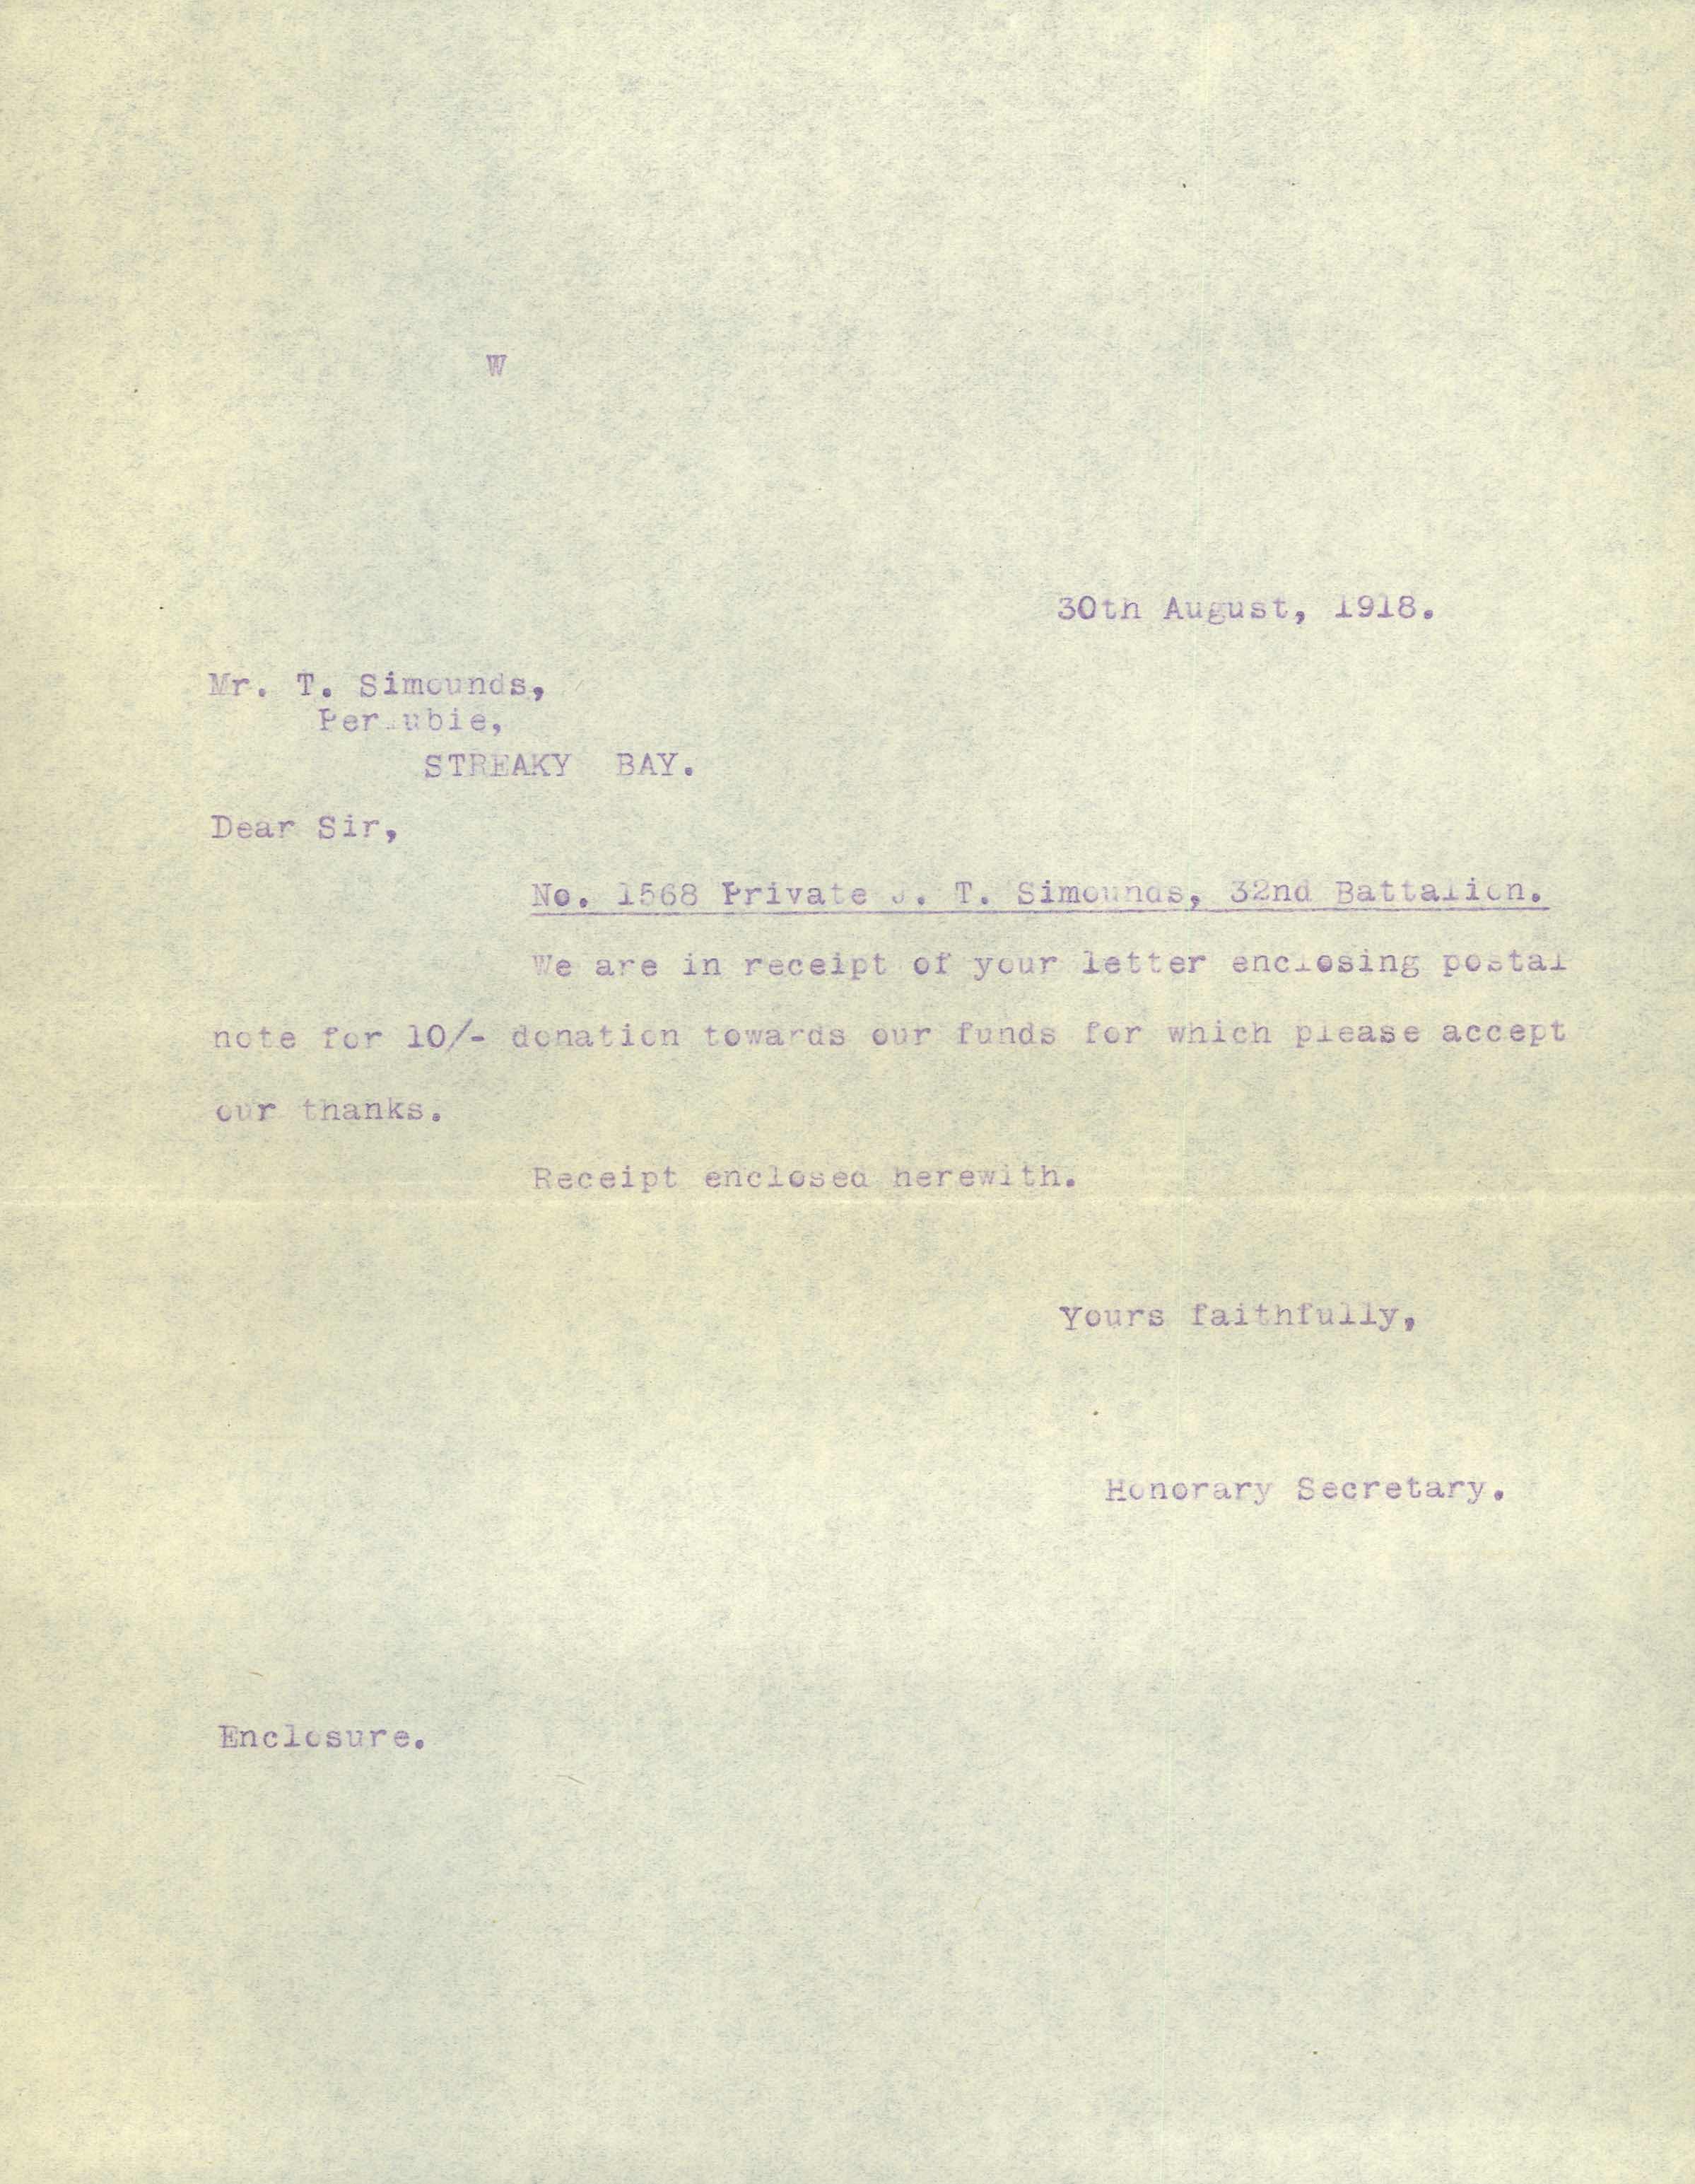 W
30th August, 1918.
Mr. T. Simounds,
Perlubie,
STREAKY BAY.
Dear Sir,
No. 1568 Private J. T. Simounds, 32nd Battalion.
We are in receipt of your letter enclosing postal
note for 10/- donation towards our funds for which please accept
our thanks.
Receipt enclosed herewith.
Yours faithfully,
Honorary Secretary.
Enclosure.